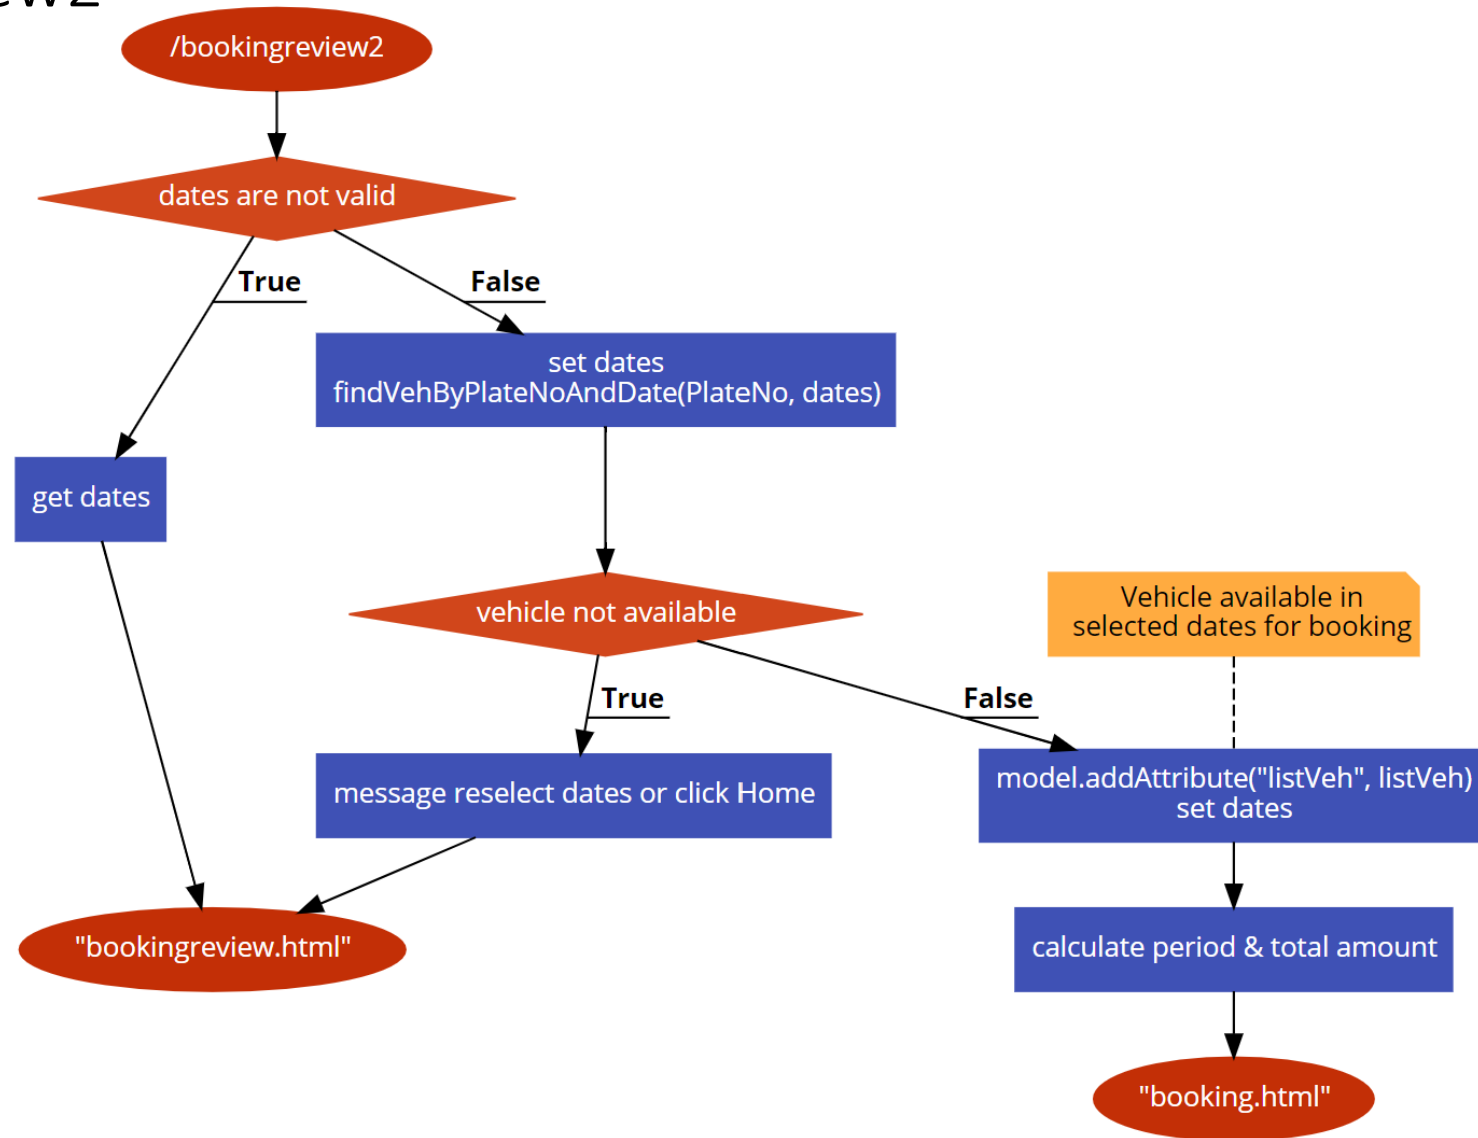 /bookingreview2
dates are not valid
True
False
set dates
findVehByPlateNoAndDate(PlateNo, dates)
get dates
vehicle not available
Vehicle available in
selected dates for booking
True
False
message reselect dates or click Home
model.addAttribute("listVeh", listVeh)
set dates
"bookingreview.html"
calculate period & total amount
"booking.html"